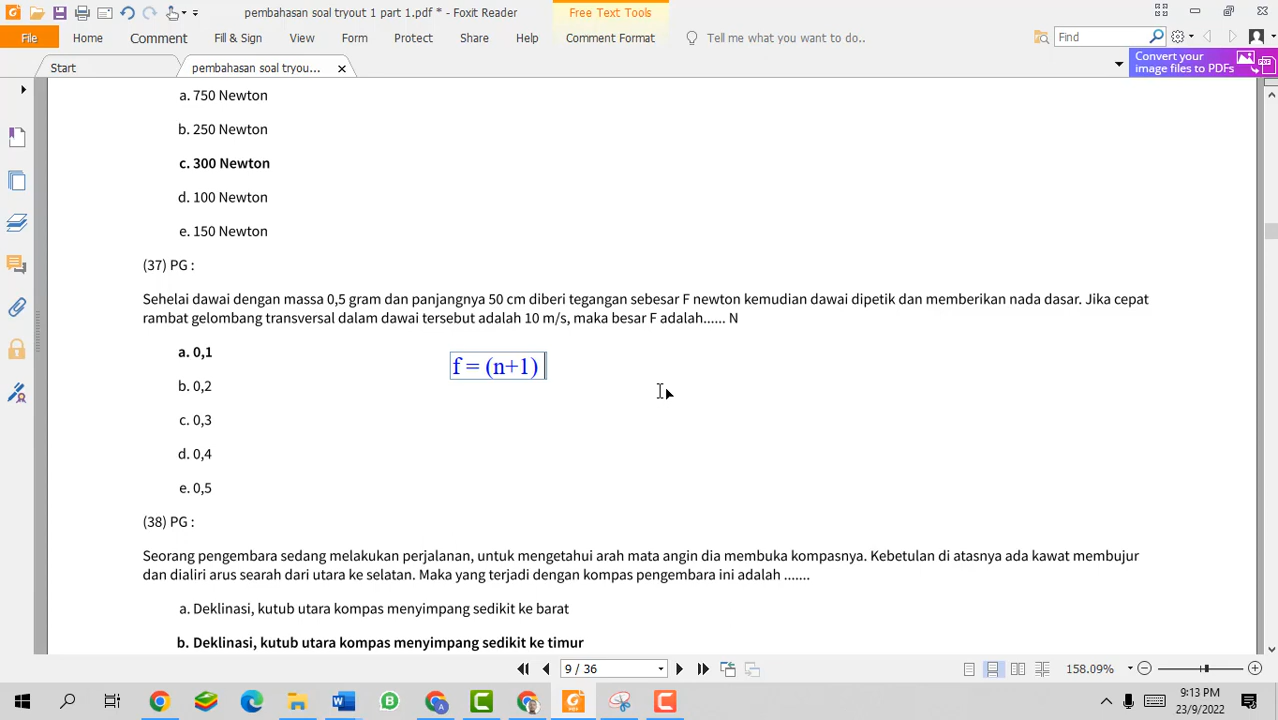 pembahasan soal tryout 1 part 1.pdf * - Foxit Reader
Free Text Tools
File
Home
Comment
Fill & Sign
View
Form
Protect
Share
Help
Comment Format
Tell me what you want to do..
Find
Start
pembahasan soal tryou...
Convert your
image files to PDFs
a. 750 Newton
b. 250 Newton
c. 300 Newton
d. 100 Newton
e. 150 Newton
(37) PG :
Sehelai dawai dengan massa 0,5 gram dan panjangnya 50 cm diberi tegangan sebesar F newton kemudian dawai dipetik dan memberikan nada dasar. Jika cepat
rambat gelombang transversal dalam dawai tersebut adalah 10 m/s, maka besar F adalah...... N
a. 0,1
f = (n+1)
b. 0,2
c. 0,3
d. 0,4
e. 0,5
(38) PG :
Seorang pengembara sedang melakukan perjalanan, untuk mengetahui arah mata angin dia membuka kompasnya. Kebetulan di atasnya ada kawat membujur
dan dialiri arus searah dari utara ke selatan. Maka yang terjadi dengan kompas pengembara ini adalah .......
a. Deklinasi, kutub utara kompas menyimpang sedikit ke barat
b. Deklinasi, kutub utara kompas menyimpang sedikit ke timur
9 / 36
158.09%
9:13 PM
23/9/2022